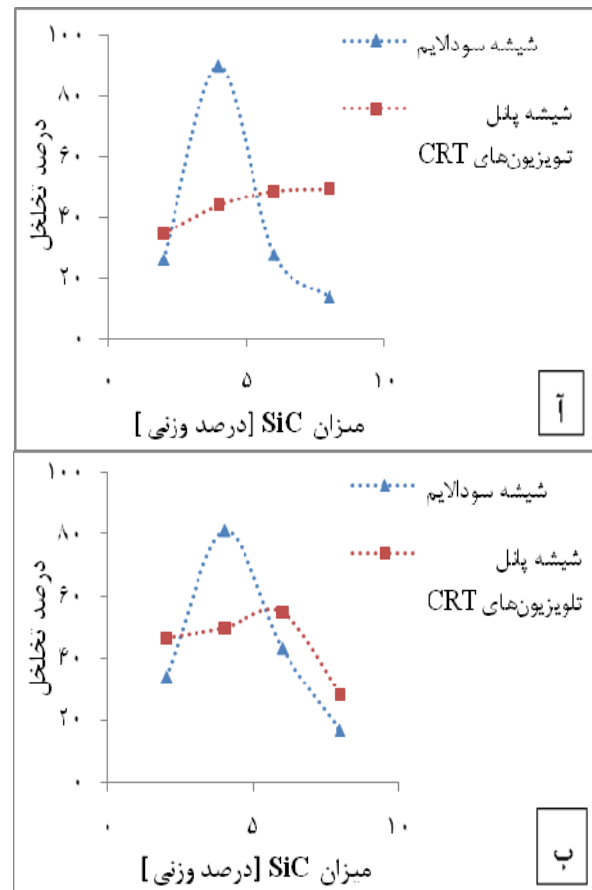 ۱۰۰
۸۰
۶۰
۴۰
۲۰
۰
درصد تخلخل
شیشه سودالایم
شیشه پانل
تلویزیون‌های CRT
۰
۵
۱۰
میزان SiC [درصد وزنی]
آ
۱۰۰
۸۰
۶۰
۴۰
۲۰
۰
درصد تخلخل
شیشه سودالایم
شیشه پانل
تلویزیون‌های CRT
۰
۵
۱۰
میزان SiC [درصد وزنی]
ب